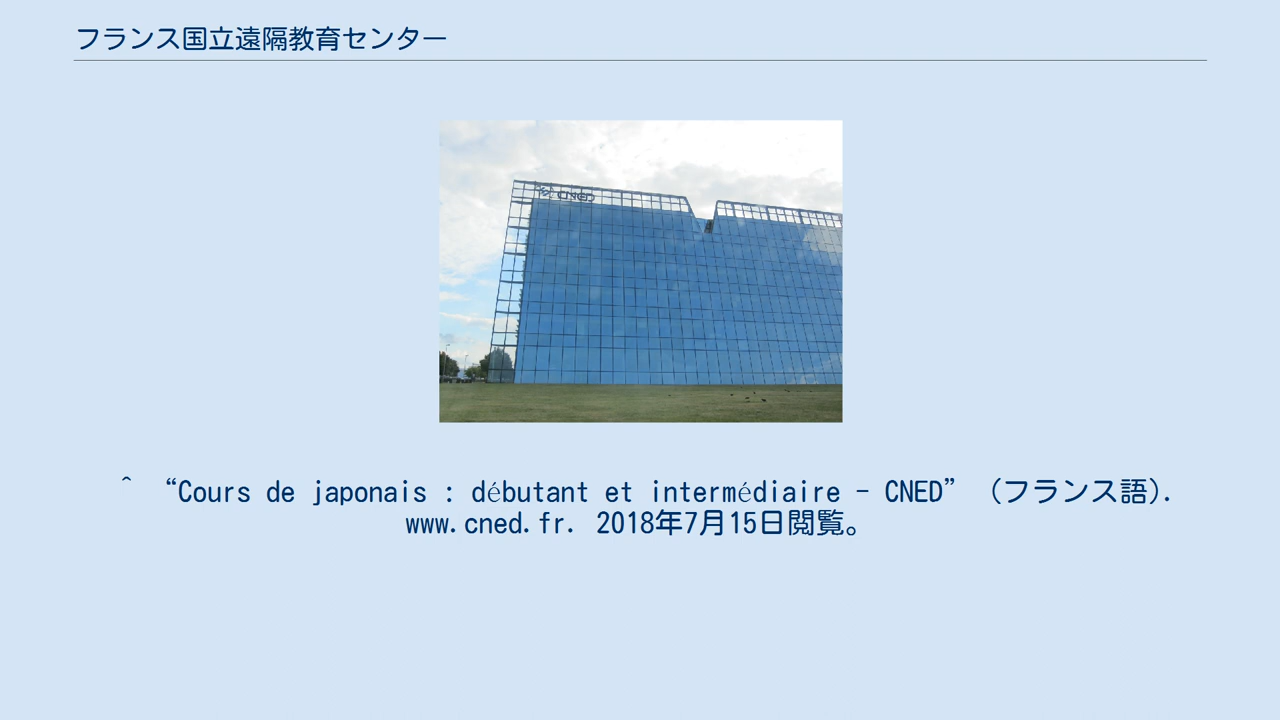 フランス国立遠隔教育センター
CNED
^ “Cours de japonais : débutant et intermédiaire - CNED” (フランス語).
www.cned.fr. 2018年7月15日閲覧。